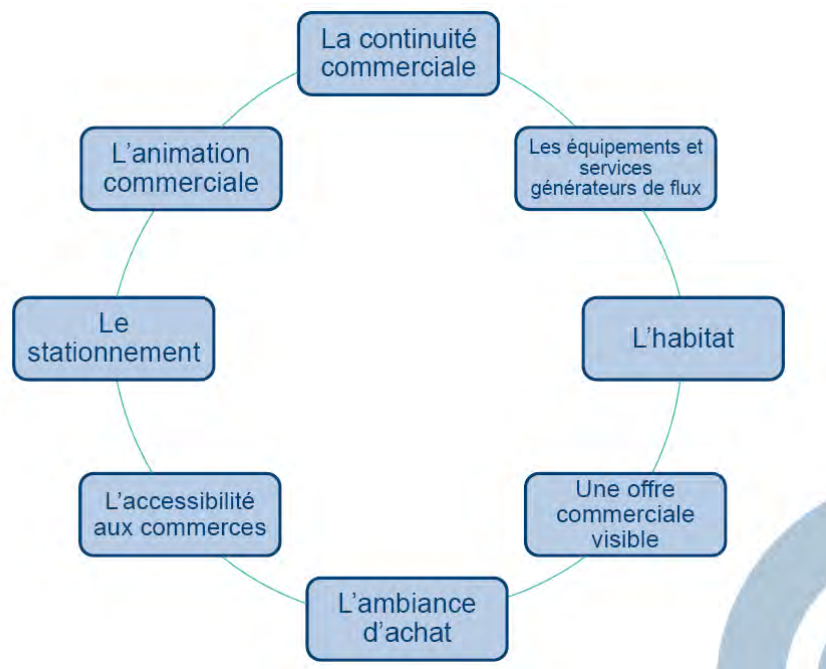 La continuité
commerciale
Les équipements et
services
générateurs de flux
L'habitat
Une offre
commerciale
visible
L'ambiance
d'achat
L'accessibilité
aux commerces
Le
stationnement
L'animation
commerciale